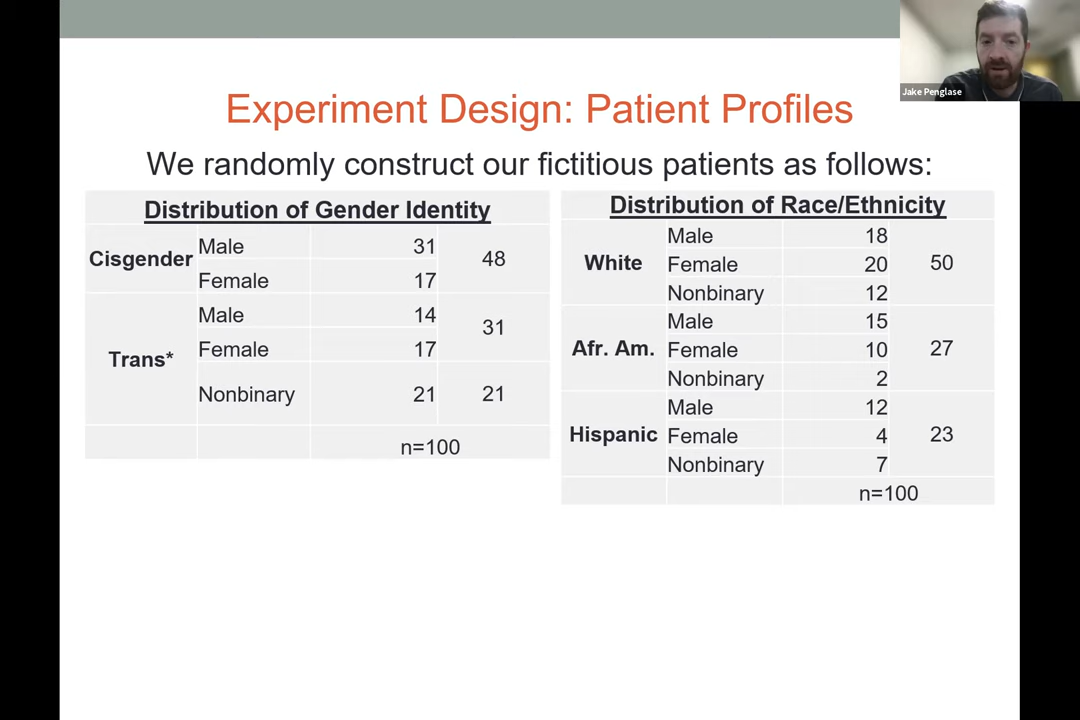 Jake Penglase
Experiment Design: Patient Profiles
We randomly construct our fictitious patients as follows:
Distribution of Gender Identity
Cisgender Male 31 48
Female 17
Trans* Male 14 31
Female 17
Nonbinary 21 21
n=100
Distribution of Race/Ethnicity
White Male 18 50
Female 20
Nonbinary 12
Afr. Am. Male 15 27
Female 10
Nonbinary 2
Hispanic Male 12 23
Female 4
Nonbinary 7
n=100